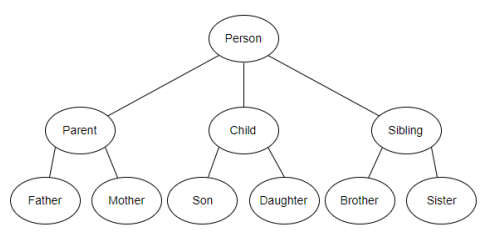 Person
Parent
Child
Sibling
Father
Mother
Son
Daughter
Brother
Sister